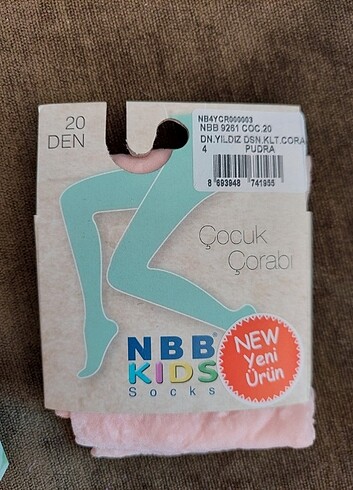 20
DEN
NB4YCR000003
NBB 9261 COC.20
DN.YILDIZ DSN.KLT.CORA
4 PUDRA
8 693948 741955
Çocuk
Çorabı
NBB
KIDS
Socks
NEW
Yeni
Ürün